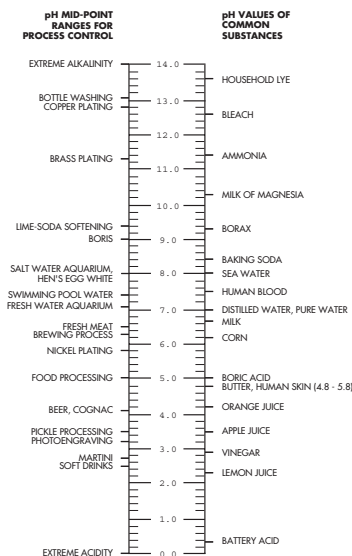 pH MID-POINT
RANGES FOR
PROCESS CONTROL
EXTREME ALKALINITY
BOTTLE WASHING
COPPER PLATING
BRASS PLATING
LIME-SODA SOFTENING
BORIS
SALT WATER AQUARIUM,
HEN'S EGG WHITE
SWIMMING POOL WATER
FRESH WATER AQUARIUM
FRESH MEAT
BREWING PROCESS
NICKEL PLATING
FOOD PROCESSING
BEER, COGNAC
PICKLE PROCESSING
PHOTOENGRAVING
MARTINI
SOFT DRINKS
EXTREME ACIDITY
14.0
13.0
12.0
11.0
10.0
9.0
8.0
7.0
6.0
5.0
4.0
3.0
2.0
1.0
0.0
pH VALUES OF
COMMON
SUBSTANCES
HOUSEHOLD LYE
BLEACH
AMMONIA
MILK OF MAGNESIA
BORAX
BAKING SODA
SEA WATER
HUMAN BLOOD
DISTILLED WATER, PURE WATER
MILK
CORN
BORIC ACID
BUTTER, HUMAN SKIN (4.8 - 5.8)
ORANGE JUICE
APPLE JUICE
VINEGAR
LEMON JUICE
BATTERY ACID